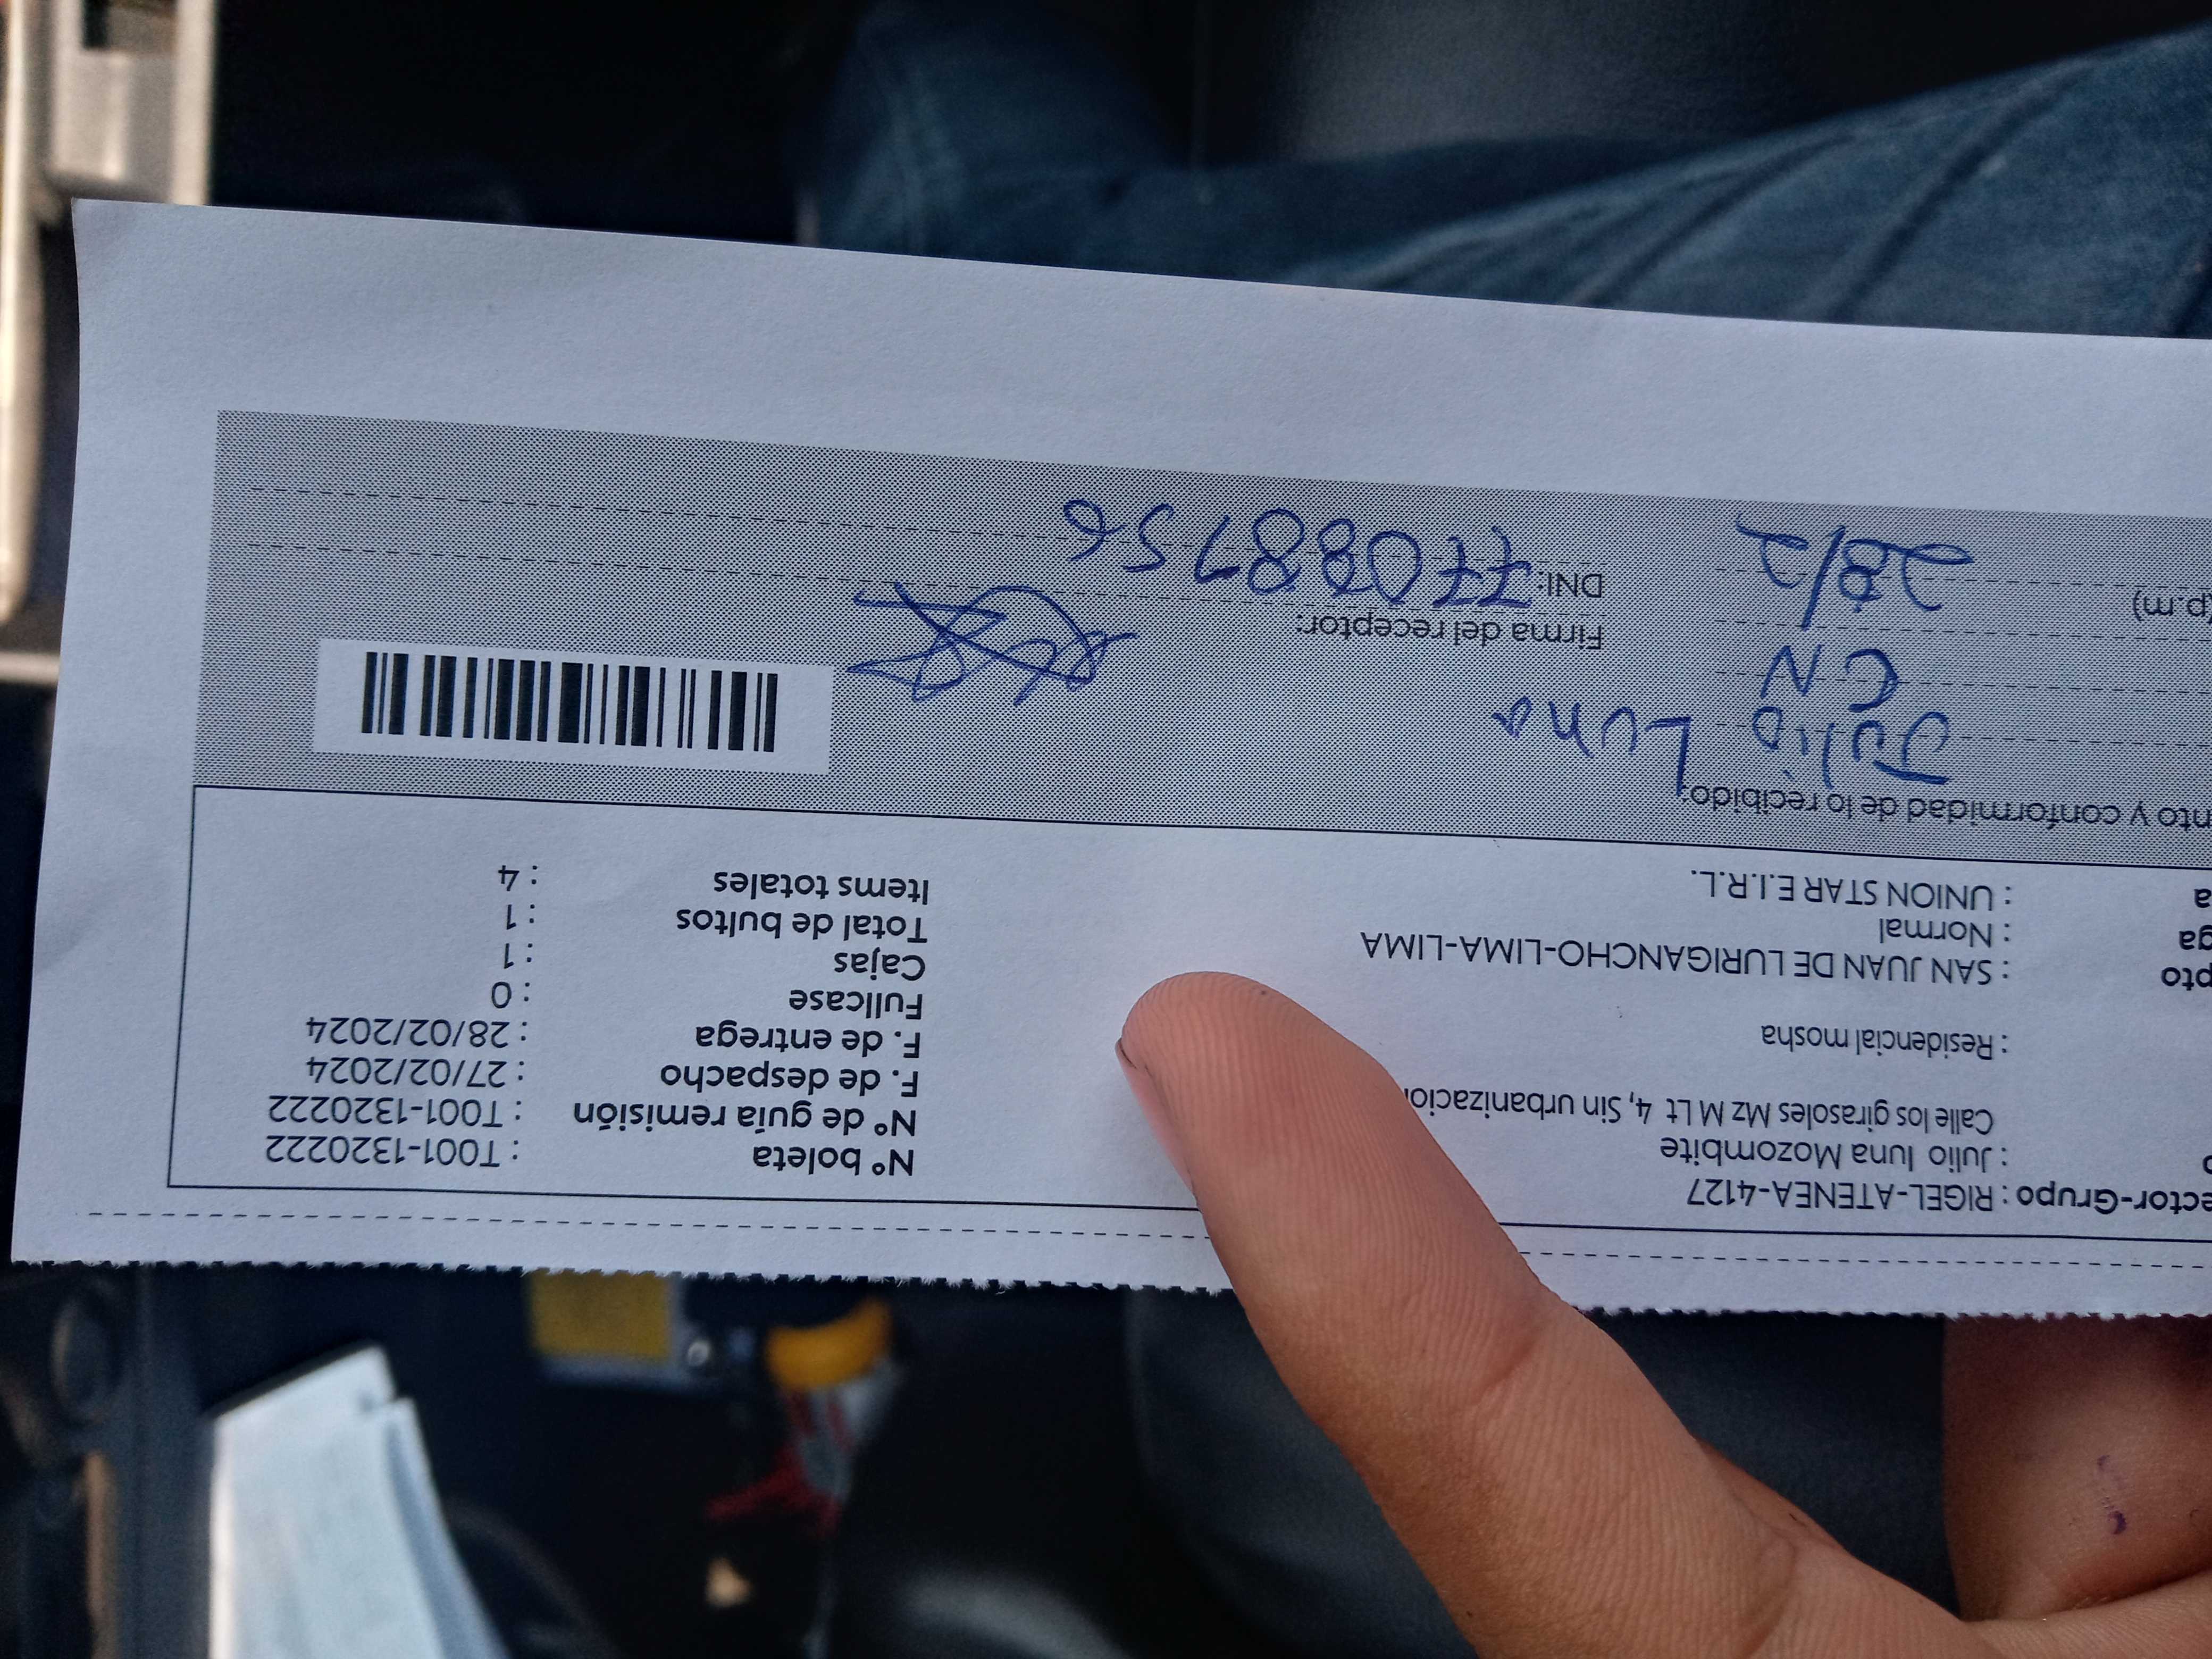 ector-Grupo : RIGEL-ATENEA-4127
: Julio luna Mozombite
Calle los girasoles Mz M Lt 4, Sin urbanizacio
: Residencial mosha
pto : SAN JUAN DE LURIGANCHO-LIMA-LIMA
ga : Normal
a : UNION STAR E.I.R.L.
N° boleta : T001-1320222
N° de guía remisión : T001-1320222
F. de despacho : 27/02/2024
F. de entrega : 28/02/2024
Fullcase : 0
Cajas : 1
Total de bultos : 1
Items totales : 4
nto y conformidad de lo recibido:
Julio Luna
CN
Firma del receptor:
p.m) 28/2
DNI: 77088756